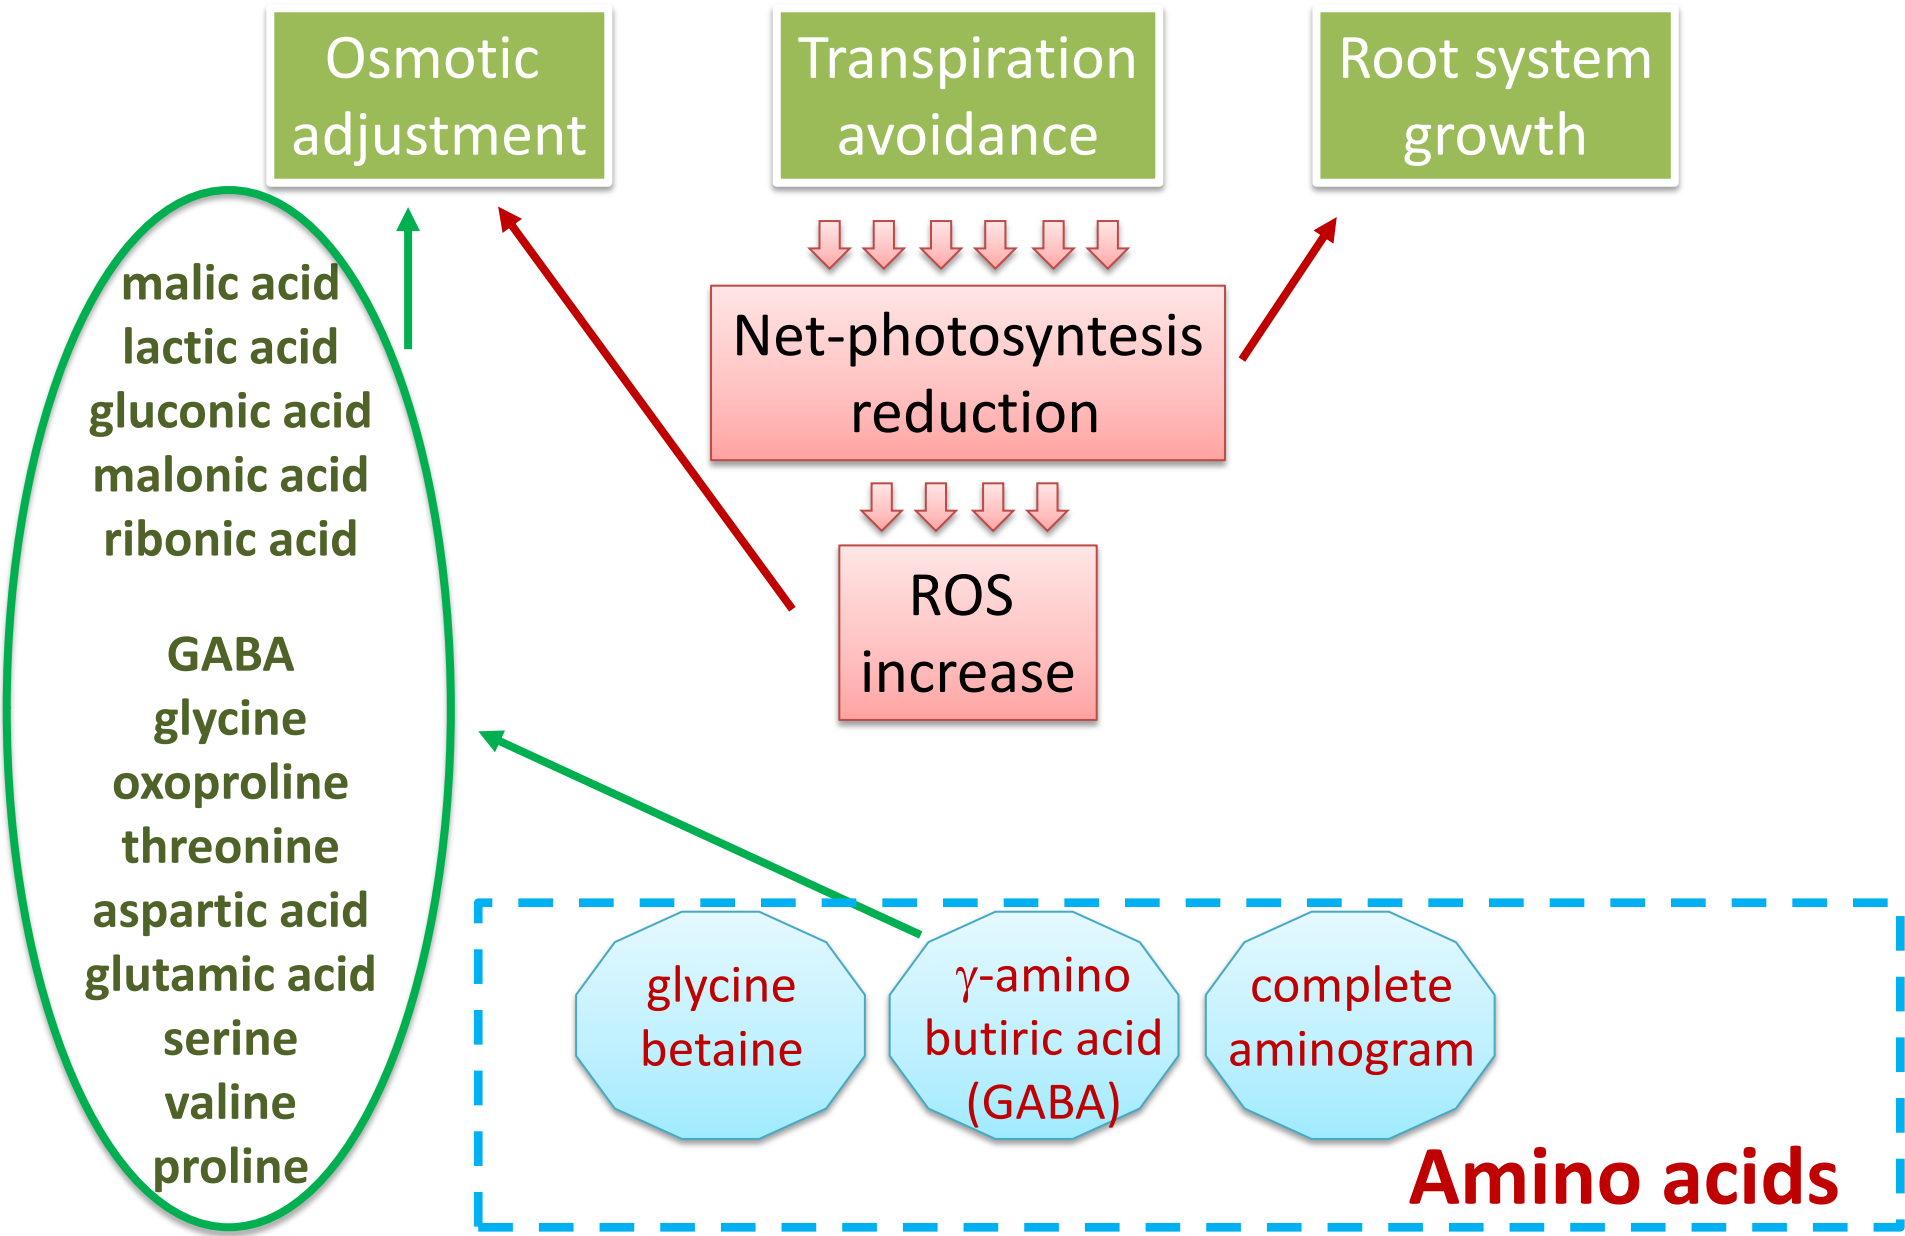 Osmotic
adjustment
Transpiration
avoidance
Root system
growth
Net-photosyntesis
reduction
ROS
increase
malic acid
lactic acid
gluconic acid
malonic acid
ribonic acid
GABA
glycine
oxoproline
threonine
aspartic acid
glutamic acid
serine
valine
proline
glycine
betaine
γ-amino
butiric acid
(GABA)
complete
aminogram
Amino acids